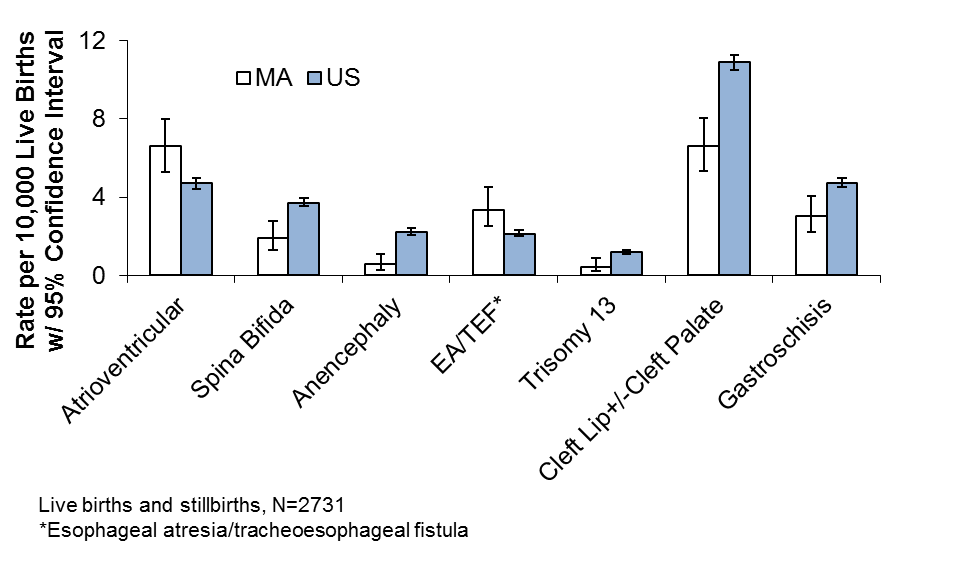 Rate per 10,000 Live Births
w/ 95% Confidence Interval
12
8
4
0
MA US
Atrioventricular
Spina Bifida
Anencephaly
EA/TEF*
Trisomy 13
Cleft Lip+/-Cleft Palate
Gastroschisis
Live births and stillbirths, N=2731
*Esophageal atresia/tracheoesophageal fistula